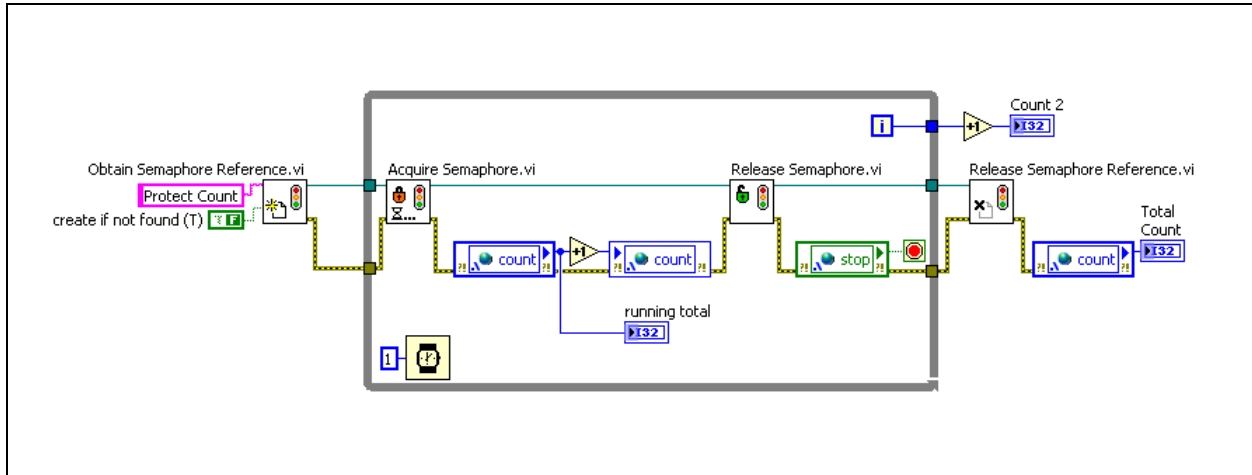 Count 2
i
+1
I32
Obtain Semaphore Reference.vi
Acquire Semaphore.vi
Release Semaphore.vi
Release Semaphore Reference.vi
Protect Count
create if not found (T)
F
Total
Count
I32
?!
count
?!
+1
?!
count
?!
?!
stop
?!
?!
count
?!
running total
I32
1